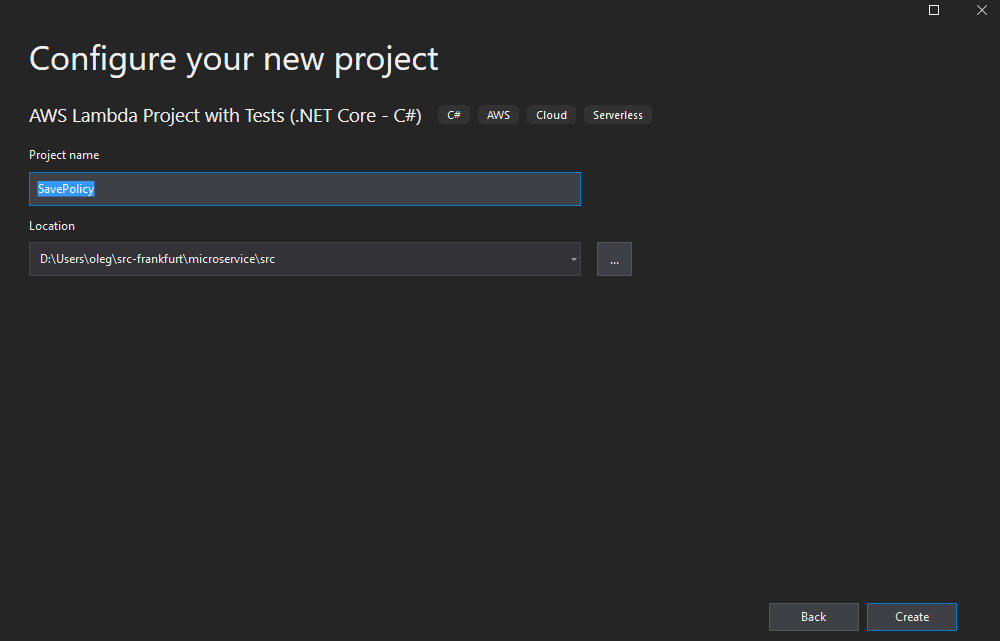 Configure your new project
AWS Lambda Project with Tests (.NET Core - C#) C# AWS Cloud Serverless
Project name
SavePolicy
Location
D:\Users\oleg\src-frankfurt\microservice\src ...
Back Create